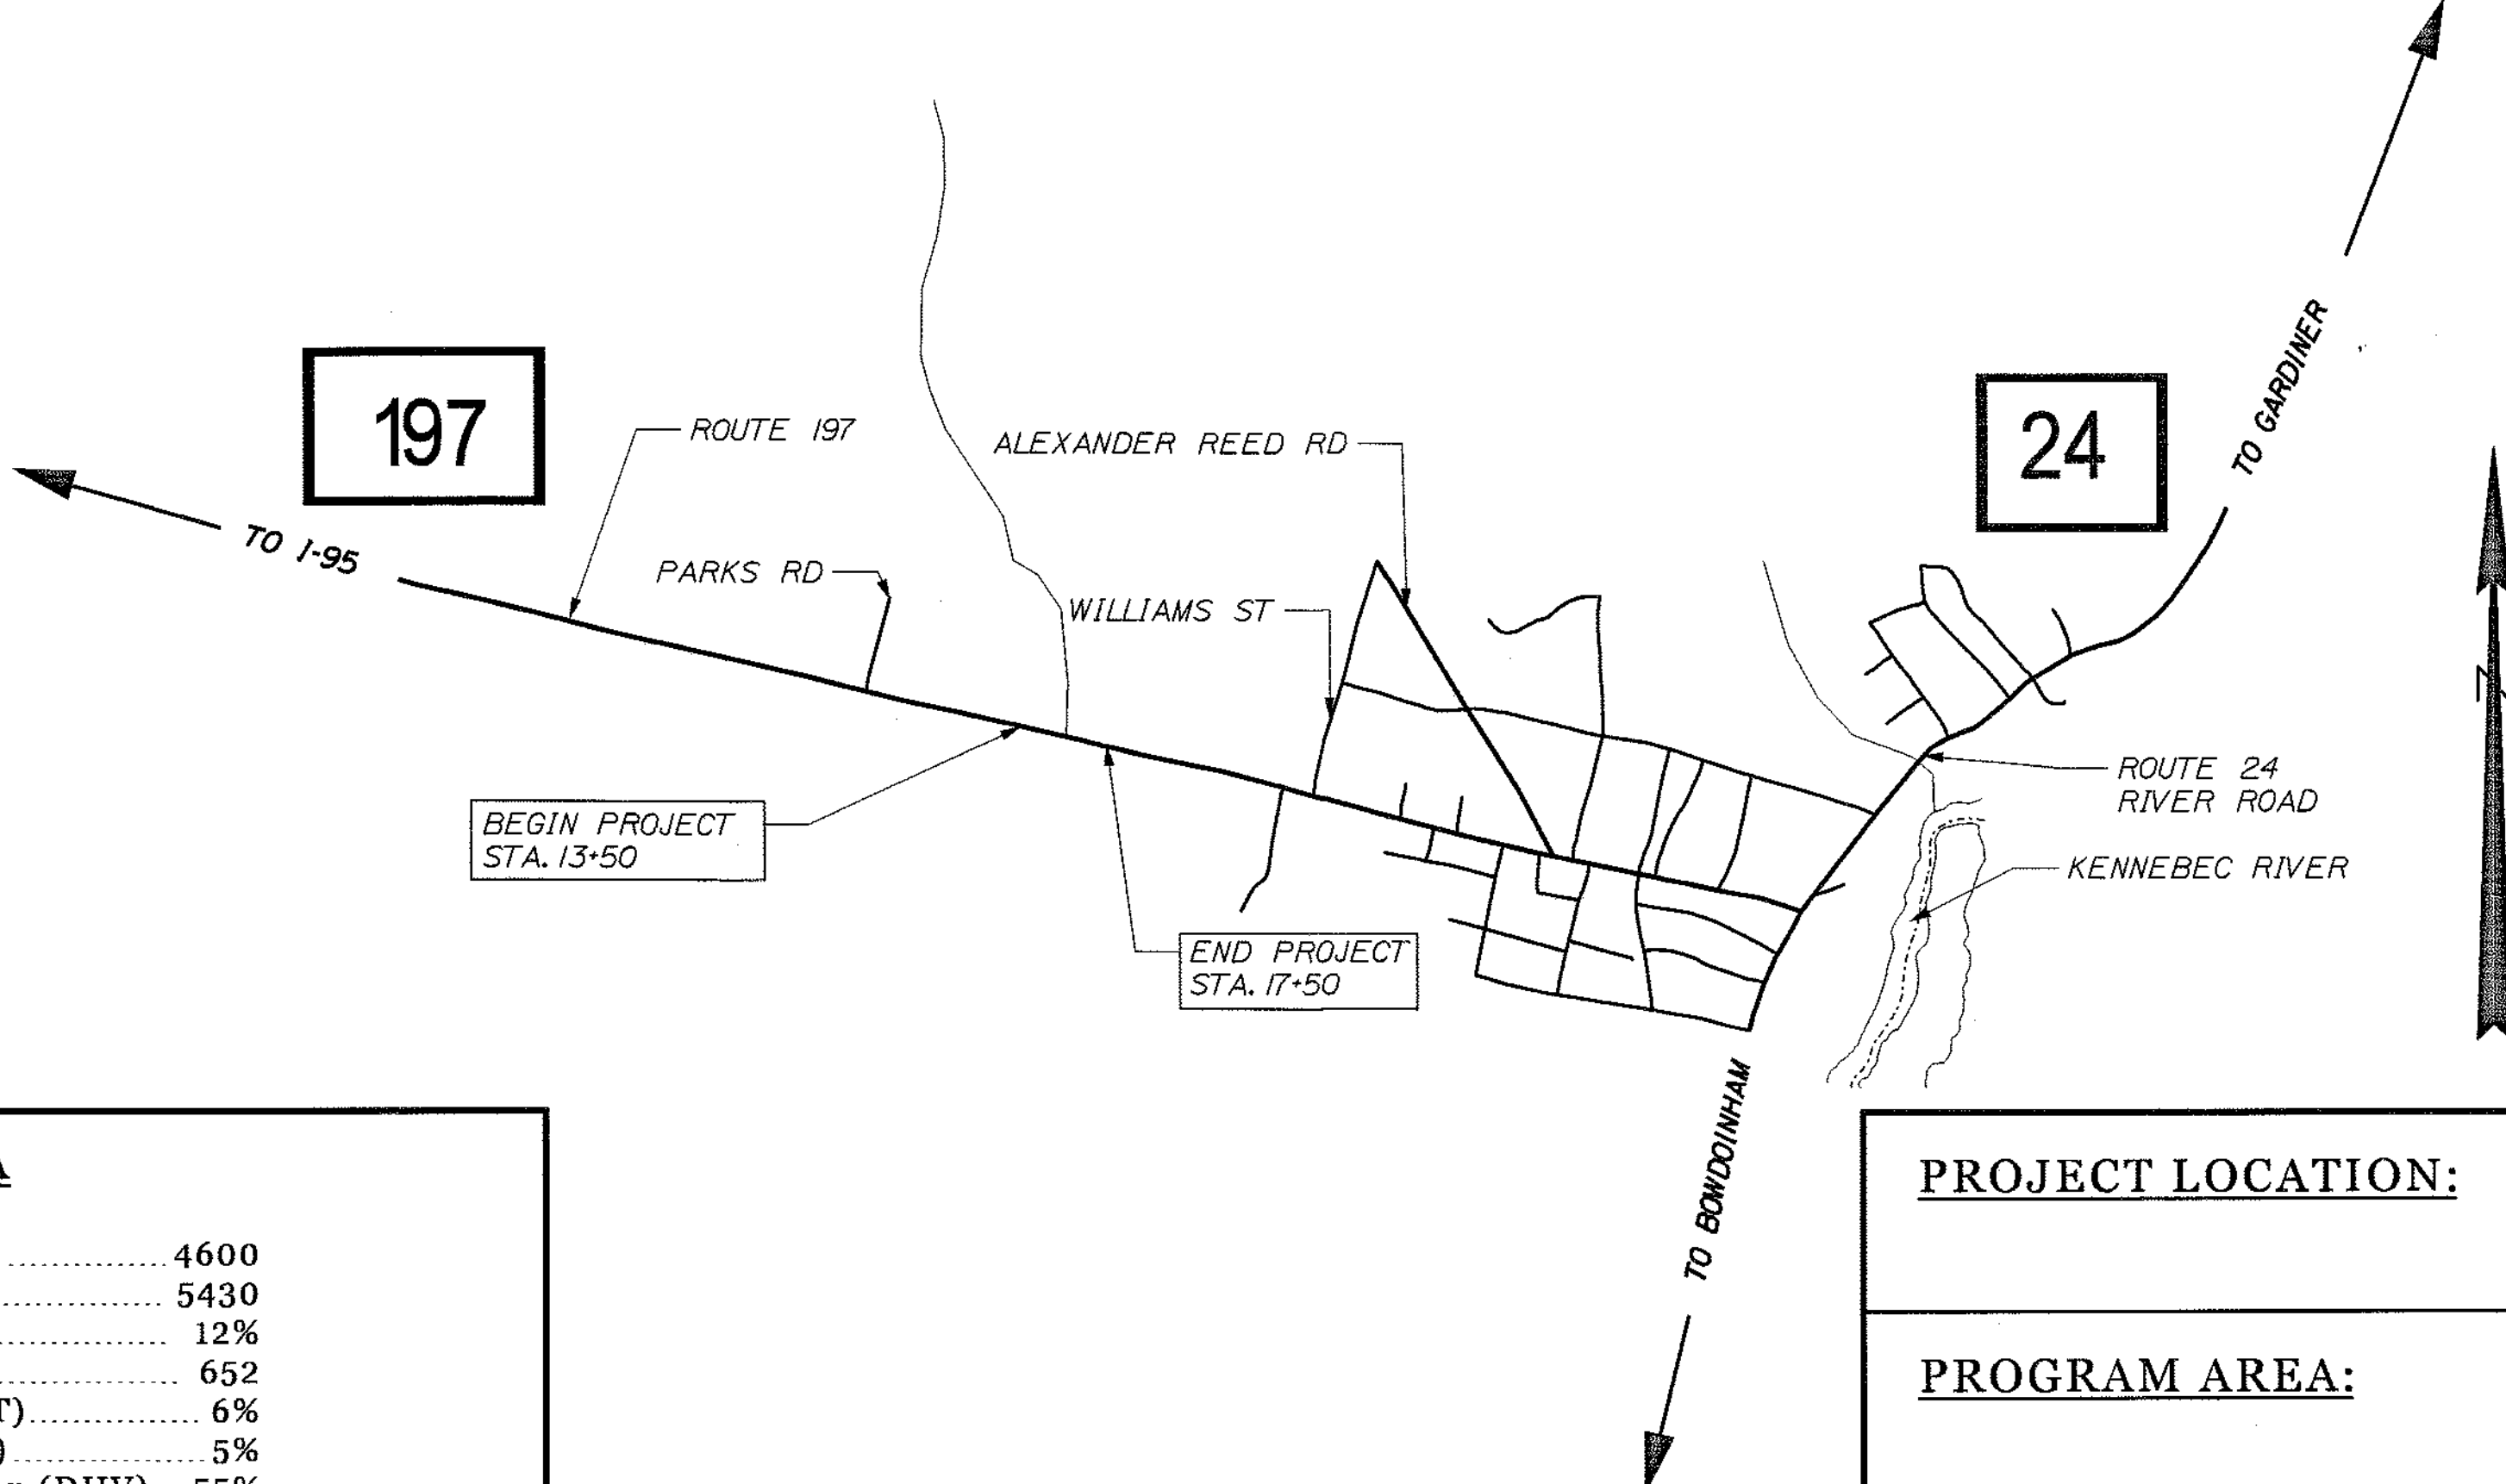 197
24
TO GARDINER
ROUTE 197
ALEXANDER REED RD
TO I-95
PARKS RD
WILLIAMS ST
ROUTE 24
RIVER ROAD
BEGIN PROJECT
STA. 13+50
KENNEBEC RIVER
END PROJECT
STA. 17+50
TO BOWDOINHAM
A
4600
5430
12%
652
T) 6%
) 5%
(DHV) 55%
PROJECT LOCATION:
PROGRAM AREA: